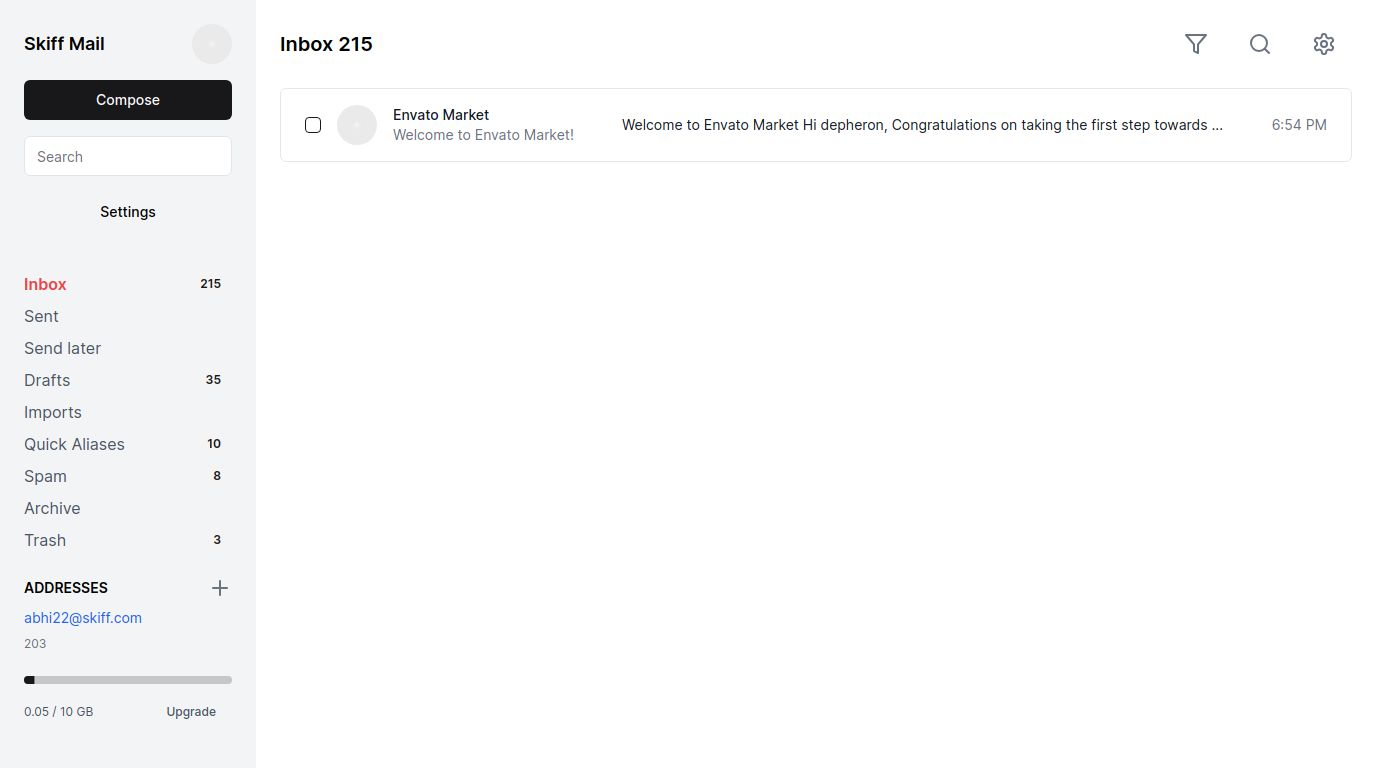 Skiff Mail
Compose
Search
Settings
Inbox 215
Sent
Send later
Drafts 35
Imports
Quick Aliases 10
Spam 8
Archive
Trash 3
ADDRESSES
abhi22@skiff.com
203
0.05 / 10 GB Upgrade
Inbox 215
Envato Market
Welcome to Envato Market!
Welcome to Envato Market Hi depheron, Congratulations on taking the first step towards ...
6:54 PM